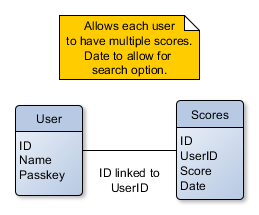 Allows each user
to have multiple scores.
Date to allow for
search option.
User
ID
Name
Passkey
ID linked to
UserID
Scores
ID
UserID
Score
Date